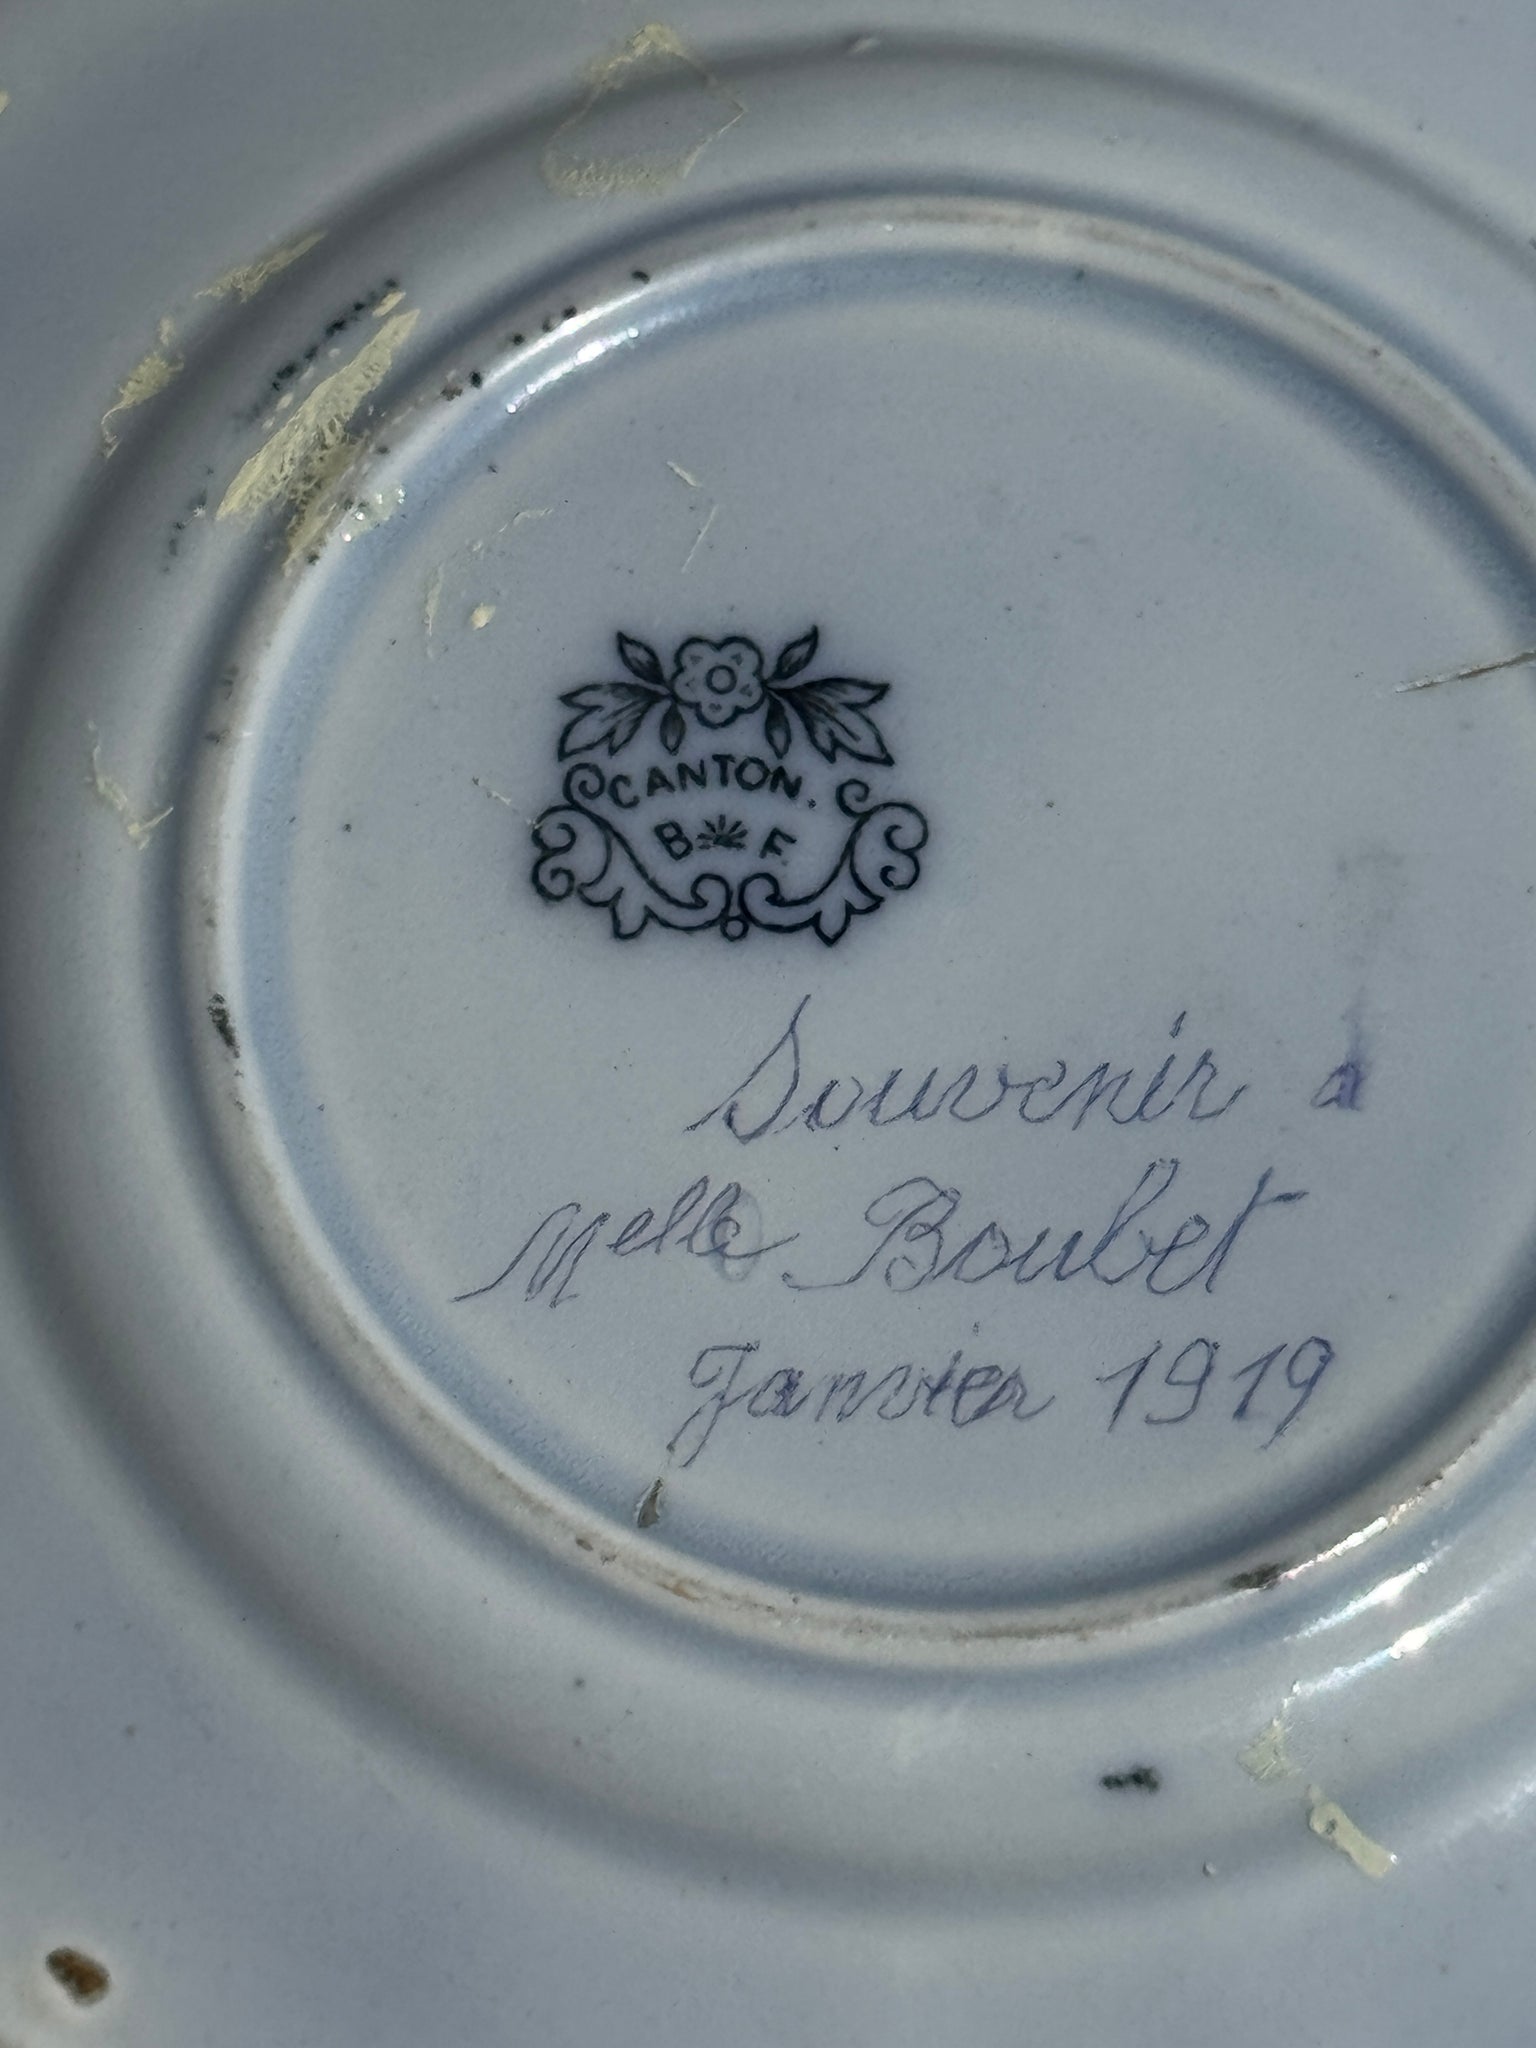 CANTON.
B F.
Souvenir à
Melle Boubet
Janvier 1919